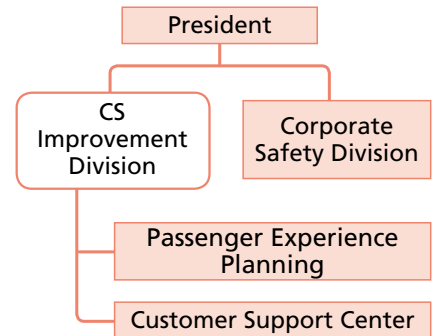 President
CS
Improvement
Division
Corporate
Safety Division
Passenger Experience
Planning
Customer Support Center